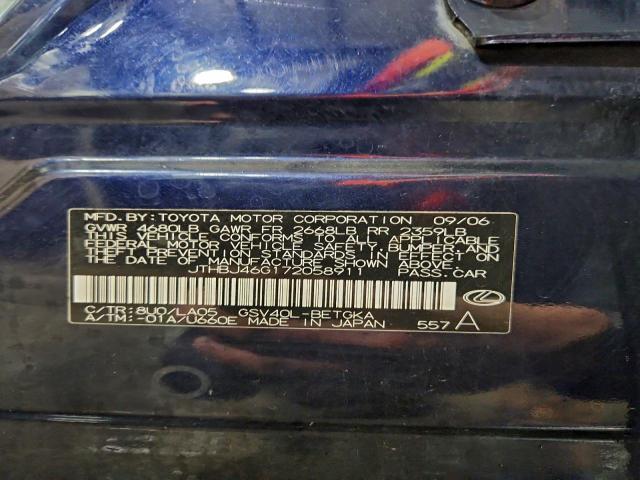 MFD. BY: TOYOTA MOTOR CORPORATION 09/06
GVWR 4680LB GAWR FR 2668LB RR 2359LB
THIS VEHICLE CONFORMS TO ALL APPLICABLE
FEDERAL MOTOR VEHICLE SAFETY, BUMPER, AND
THEFT PREVENTION STANDARDS IN EFFECT ON
THE DATE OF MANUFACTURE SHOWN ABOVE.
JTHBJ46G172058911 PASS. CAR
C/TR:8U0/LA05 GSV40L-BETGKA
A/TM:-01A/U660E MADE IN JAPAN 557 A